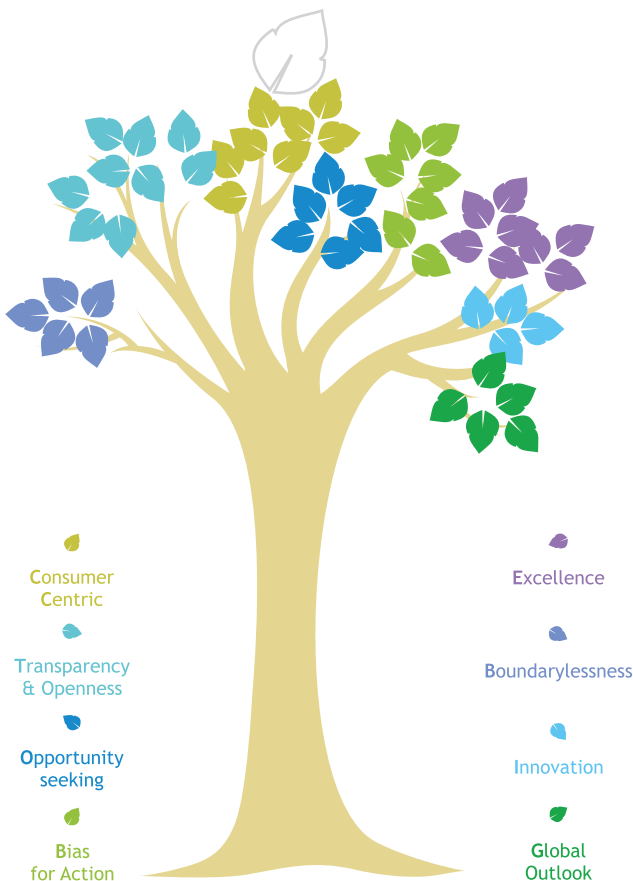 Consumer
Centric
Transparency
& Openness
Opportunity
seeking
Bias
for Action
Excellence
Boundarylessness
Innovation
Global
Outlook